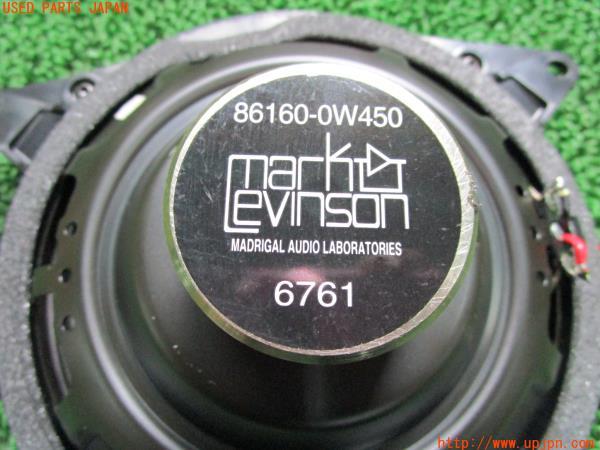 USED PARTS JAPAN
86160-0W450
mark
Levinson
MADRIGAL AUDIO LABORATORIES
6761
http://www.upjpn.com